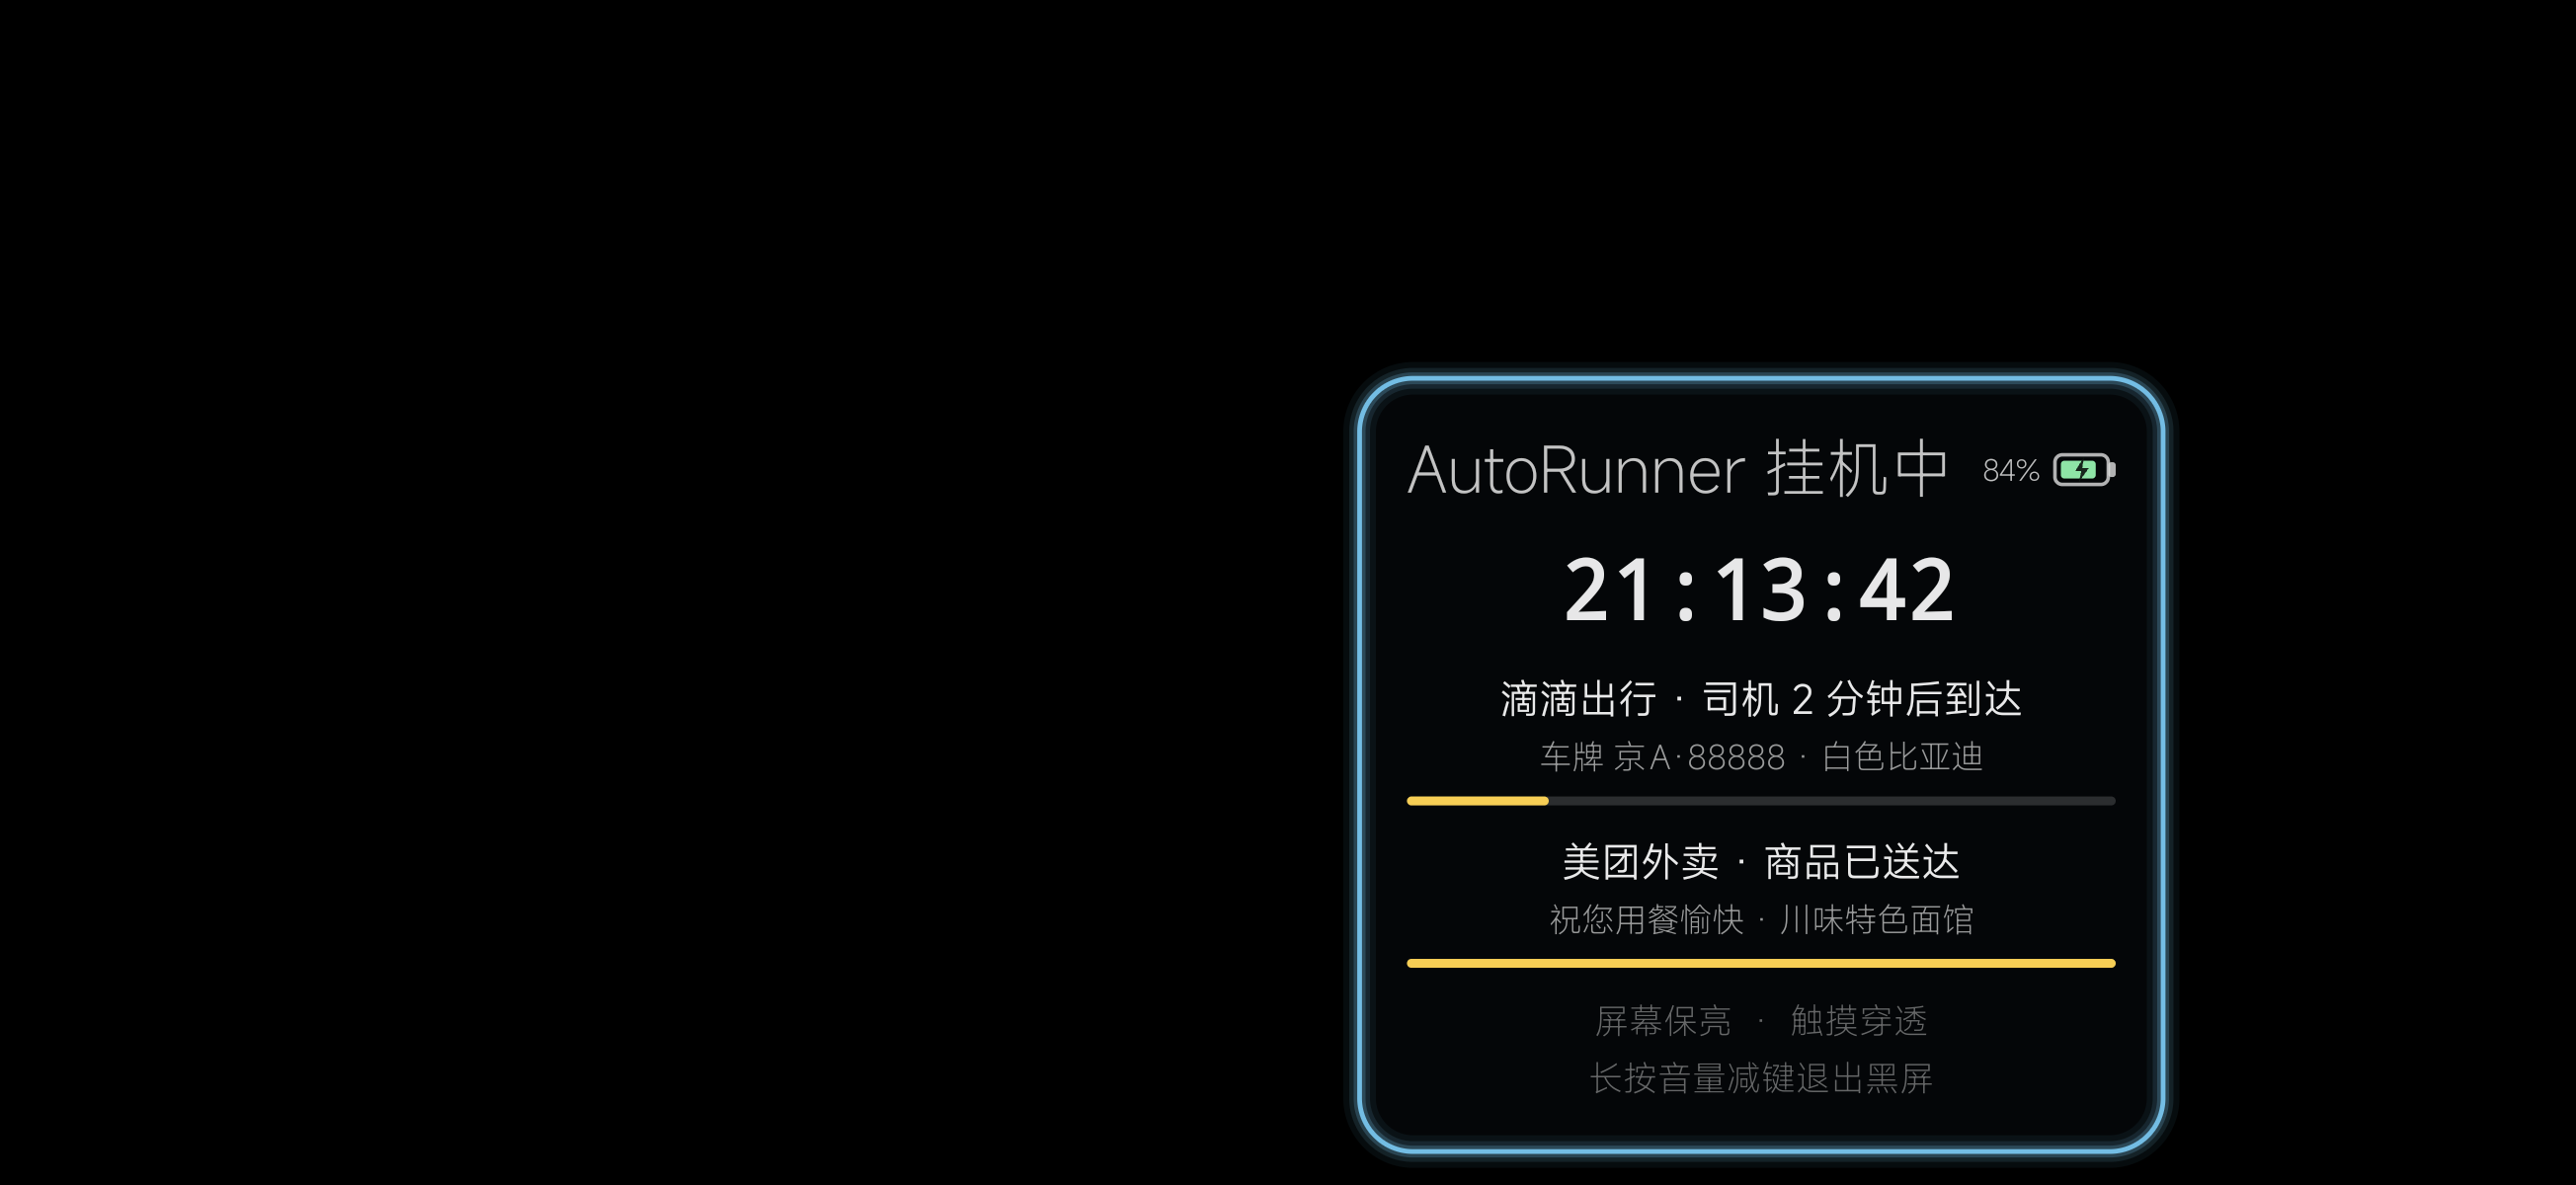 AutoRunner 挂机中 84%
21:13:42
滴滴出行 · 司机 2 分钟后到达
车牌 京A·88888 · 白色比亚迪
美团外卖 · 商品已送达
祝您用餐愉快 · 川味特色面馆
屏幕保亮 · 触摸穿透
长按音量减键退出黑屏